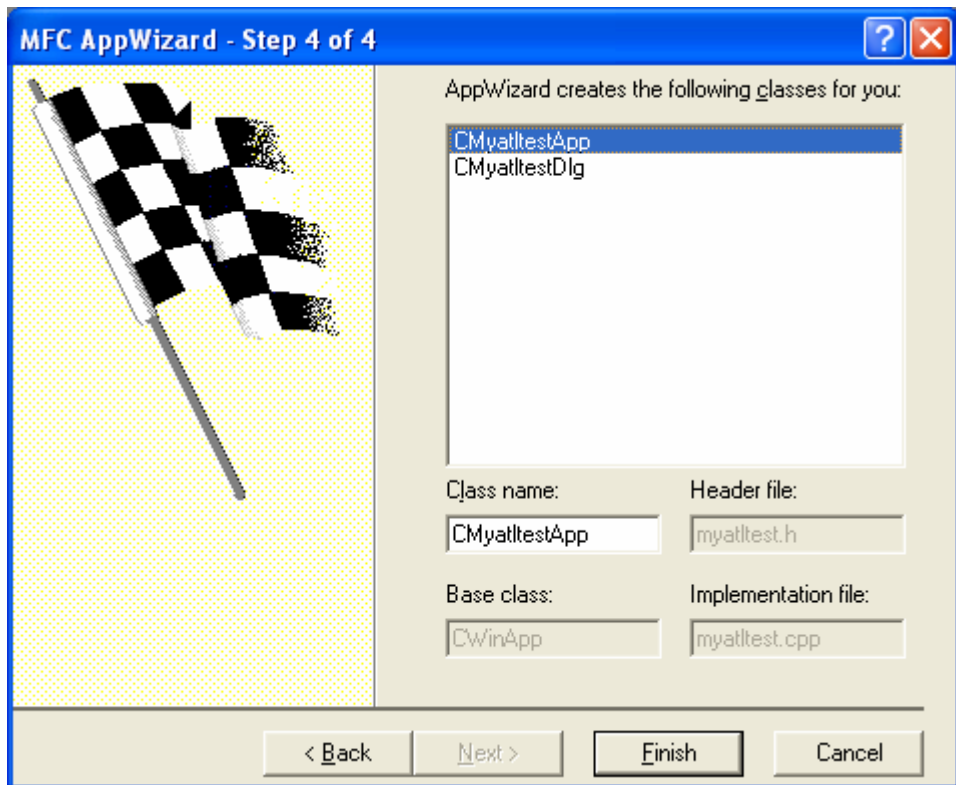 MFC AppWizard - Step 4 of 4
AppWizard creates the following classes for you:
CMyatltestApp
CMyatltestDlg
Class name:
Header file:
CMyatltestApp
myatltest.h
Base class:
Implementation file:
CWinApp
myatltest.cpp
< Back
Next >
Finish
Cancel